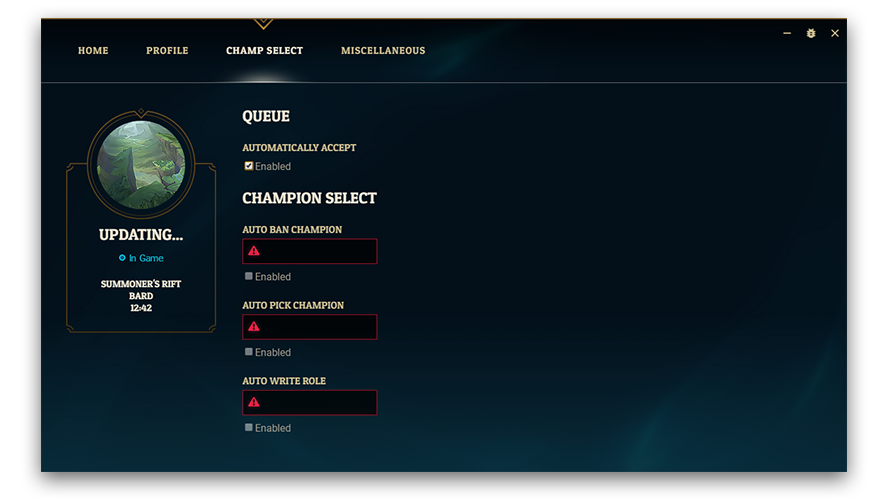 HOME
PROFILE
CHAMP SELECT
MISCELLANEOUS
UPDATING...
In Game
SUMMONER'S RIFT
BARD
12:42
QUEUE
AUTOMATICALLY ACCEPT
Enabled
CHAMPION SELECT
AUTO BAN CHAMPION
Enabled
AUTO PICK CHAMPION
Enabled
AUTO WRITE ROLE
Enabled